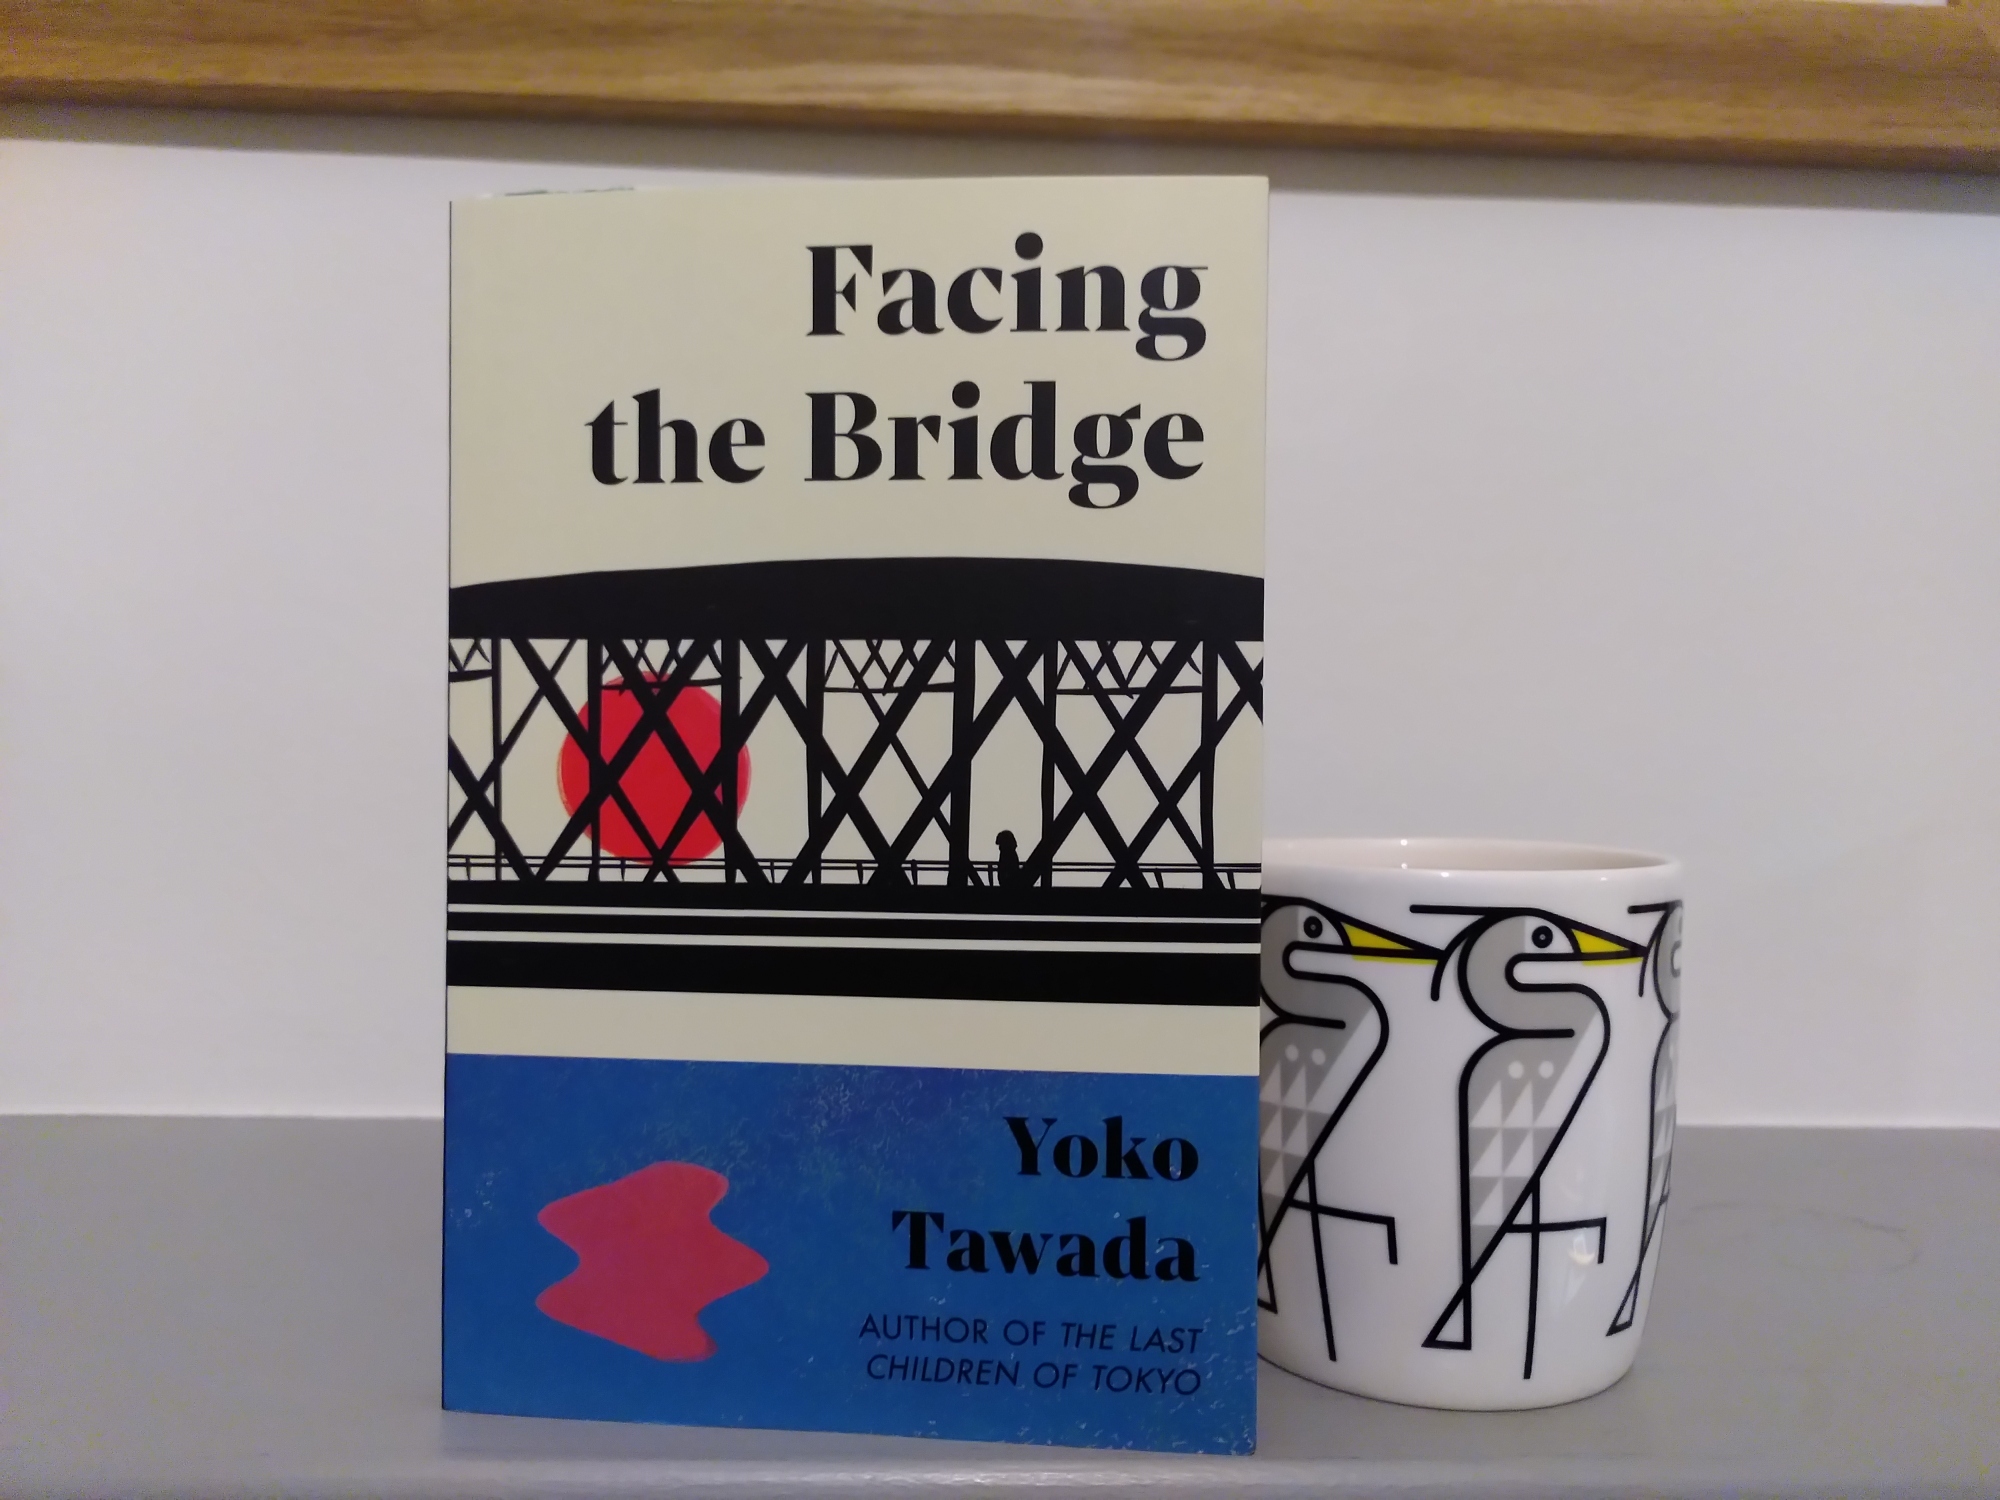 Facing
the Bridge
Yoko
Tawada
AUTHOR OF THE LAST
CHILDREN OF TOKYO